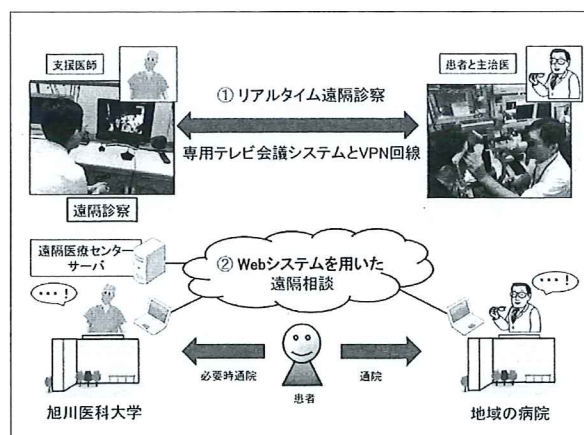 支援医師
患者と主治医
① リアルタイム遠隔診察
専用テレビ会議システムとVPN回線
遠隔診察
遠隔医療センター
サーバ
② Webシステムを用いた
遠隔相談
・・・!
・・・!
必要時通院
患者
通院
旭川医科大学
地域の病院